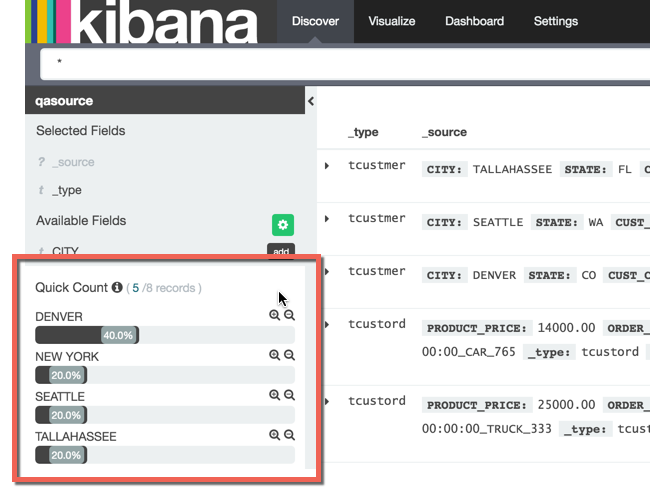 kibana
Discover Visualize Dashboard Settings
*
qasource
Selected Fields
? _source
t _type
Available Fields
t CITY add
Quick Count ( 5 /8 records )
DENVER
40.0%
NEW YORK
20.0%
SEATTLE
20.0%
TALLAHASSEE
20.0%
_type _source
tcustmer CITY: TALLAHASSEE STATE: FL
tcustmer CITY: SEATTLE STATE: WA CUST_
tcustmer CITY: DENVER STATE: CO CUST_C
tcustord PRODUCT_PRICE: 14000.00 ORDER_
00:00_CAR_765 _type: tcustord
tcustord PRODUCT_PRICE: 25000.00 ORDER_
00:00:00_TRUCK_333 _type: tcust